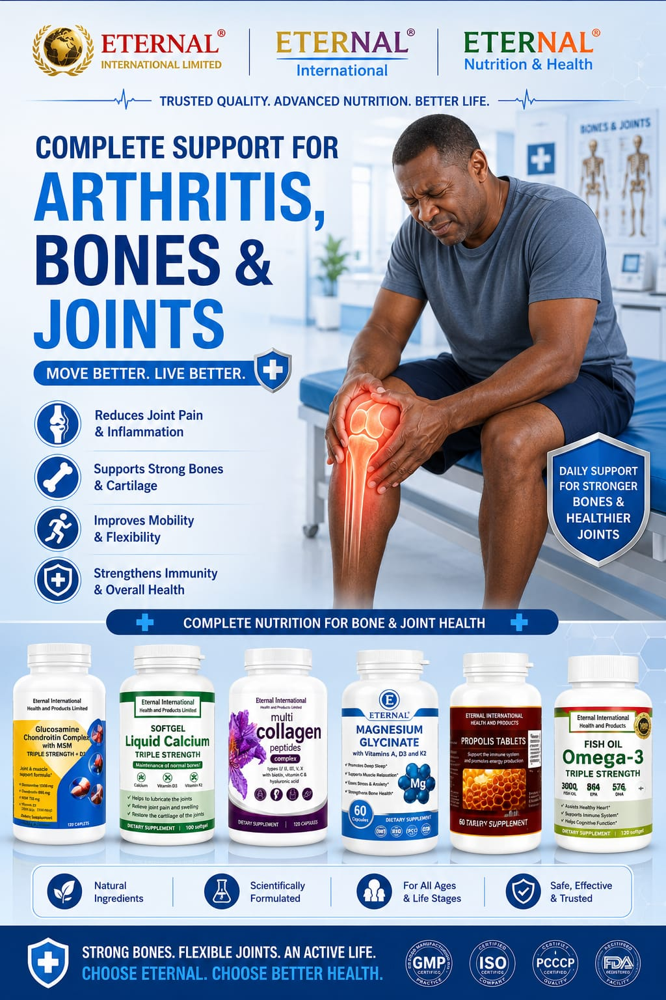 ETERNAL®
INTERNATIONAL LIMITED
ETERNAL®
International
ETERNAL®
Nutrition & Health
TRUSTED QUALITY. ADVANCED NUTRITION. BETTER LIFE.
COMPLETE SUPPORT FOR
ARTHRITIS,
BONES &
JOINTS
MOVE BETTER. LIVE BETTER.
BONES & JOINTS
Reduces Joint Pain
& Inflammation
Supports Strong Bones
& Cartilage
Improves Mobility
& Flexibility
Strengthens Immunity
& Overall Health
DAILY SUPPORT
FOR STRONGER
BONES &
HEALTHIER
JOINTS
COMPLETE NUTRITION FOR BONE & JOINT HEALTH
Eternal International
Health and Products Limited
Glucosamine
Chondroitin Complex
with MSM
TRIPLE STRENGTH + D3
Joint & muscle
support formula*
Dietary Supplement
120 CAPLETS
Eternal International
Health and Products Limited
SOFTGEL
Liquid Calcium
TRIPLE STRENGTH
Maintenance of normal bones!
Calcium
Vitamin D3
Vitamin K2
✓ Helps to lubricate the joints
✓ Relieve joint pain and swelling
✓ Restore the cartilage of the joints
DIETARY SUPPLEMENT | 100 softgel
Eternal International
Health and Products Limited
multi
collagen
peptides
complex
with biotin, vitamin C &
hyaluronic acid
DIETARY SUPPLEMENT | 120 CAPSULES
E
ETERNAL®
MAGNESIUM
GLYCINATE
with Vitamins A, D3 and K2
✓ Promotes Deep Sleep*
✓ Supports Muscle Relaxation*
✓ Eases Stress & Anxiety*
✓ Strengthens Bone Health*
Mg
60
Capsules
DIETARY SUPPLEMENT
ETERNAL INTERNATIONAL
HEALTH AND PRODUCTS
PROPOLIS TABLETS
Support the immune system
and promotes energy production
60
SUPPLEMENT
Eternal International
Health and Products
FISH OIL
Omega-3
TRIPLE STRENGTH
3000
FISH OIL
864
EPA
576
DHA
✓ Assists Healthy Heart*
✓ Supports Immune System*
✓ Helps Cognitive Function*
DIETARY SUPPLEMENT | 120 softgel
Natural
Ingredients
Scientifically
Formulated
For All Ages
& Life Stages
Safe, Effective
& Trusted
STRONG BONES. FLEXIBLE JOINTS. AN ACTIVE LIFE.
CHOOSE ETERNAL. CHOOSE BETTER HEALTH.
MANUFACTURING
GMP
CERTIFIED
PRACTICE
CERTIFIED
ISO
CERTIFIED
COMPANY
CERTIFIED
PCCCP
CERTIFIED
QUALITY
REGISTERED
FDA
REGISTERED
FACILITY